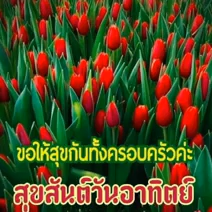 ขอให้สุขกันทั้งครอบครัวค่ะ
สุขสันต์วันอาทิตย์